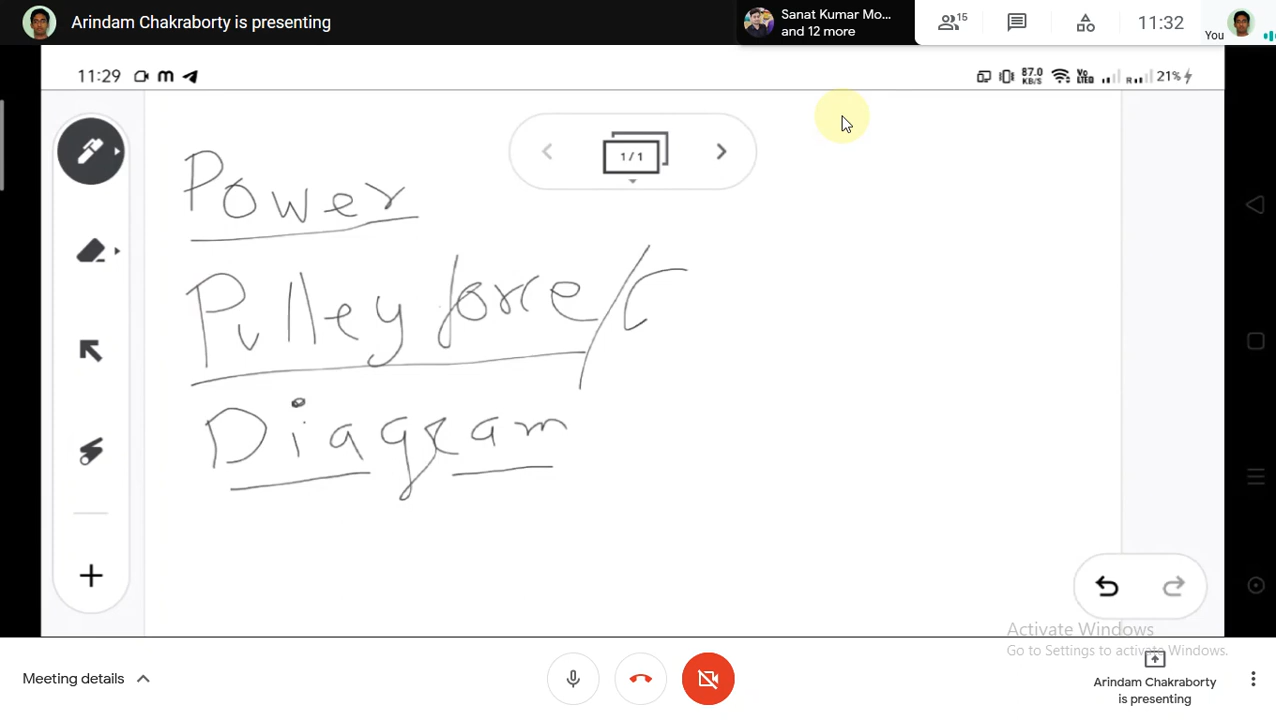 Arindam Chakraborty is presenting
Sanat Kumar Mo...
and 12 more
15
11:32
You
11:29
87.0
KB/S
Vo
LTED
R
21%
1/1
Power
Pulley force/C
Diagram
Activate Windows
Go to Settings to activate Windows.
Meeting details
Arindam Chakraborty
is presenting